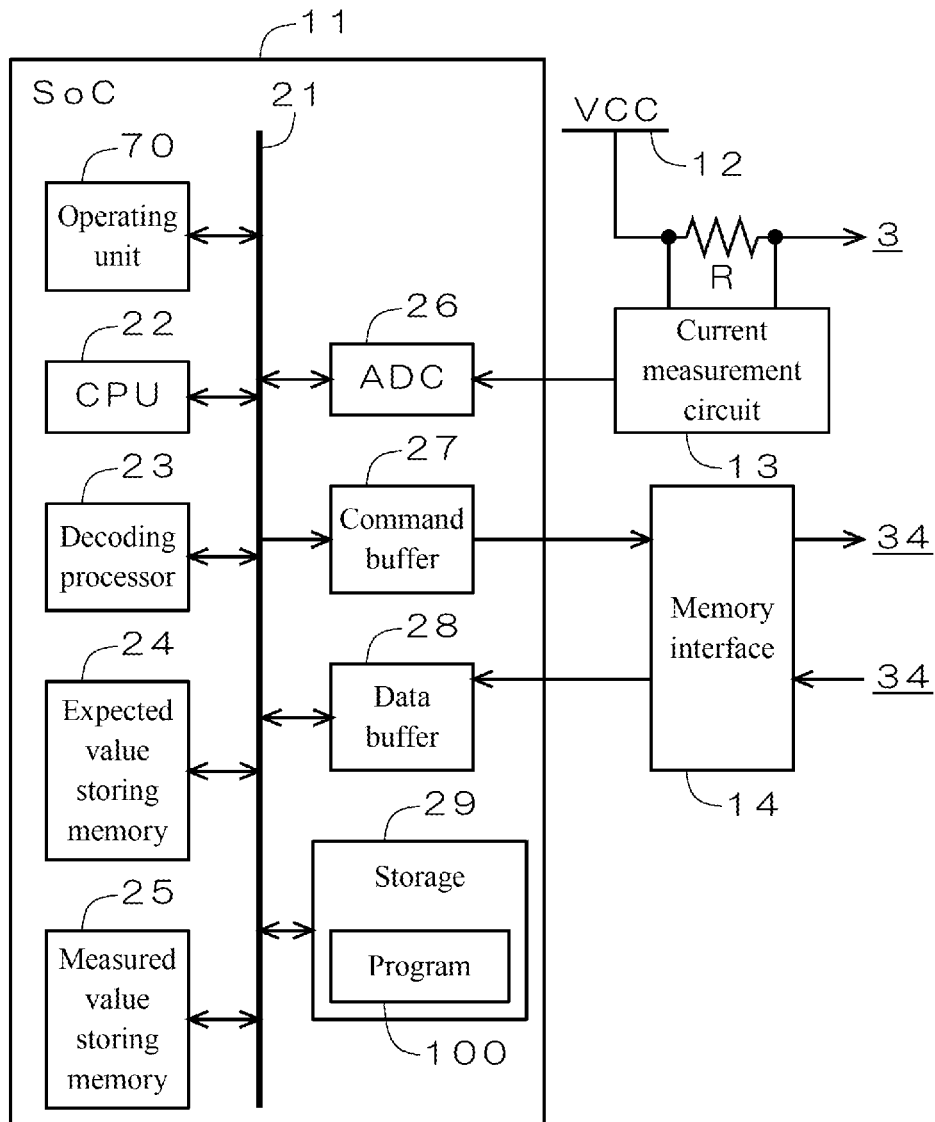 11
SoC
21
VCC
12
70
Operating
unit
3
R
22
CPU
26
ADC
Current
measurement
circuit
13
23
Decoding
processor
27
Command
buffer
34
Memory
interface
34
14
24
Expected
value
storing
memory
28
Data
buffer
29
Storage
Program
100
25
Measured
value
storing
memory